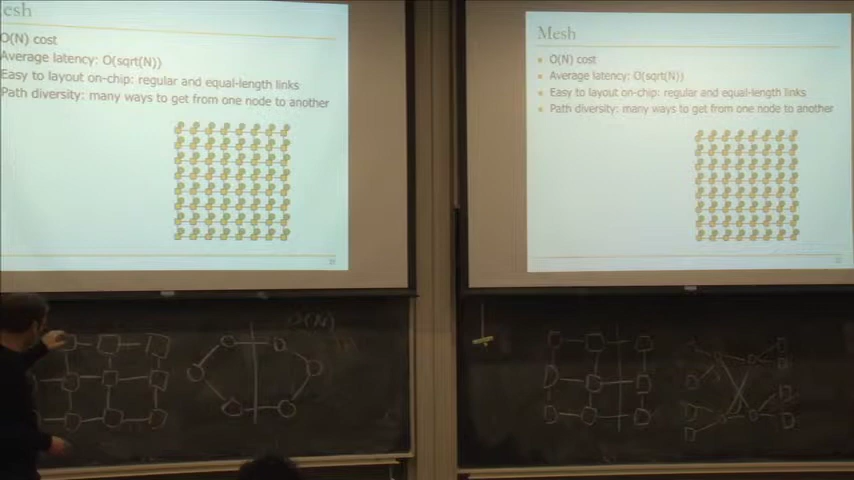 esh
O(N) cost
Average latency: O(sqrt(N))
Easy to layout on-chip: regular and equal-length links
Path diversity: many ways to get from one node to another
Mesh
O(N) cost
Average latency: O(sqrt(N))
Easy to layout on-chip: regular and equal-length links
Path diversity: many ways to get from one node to another